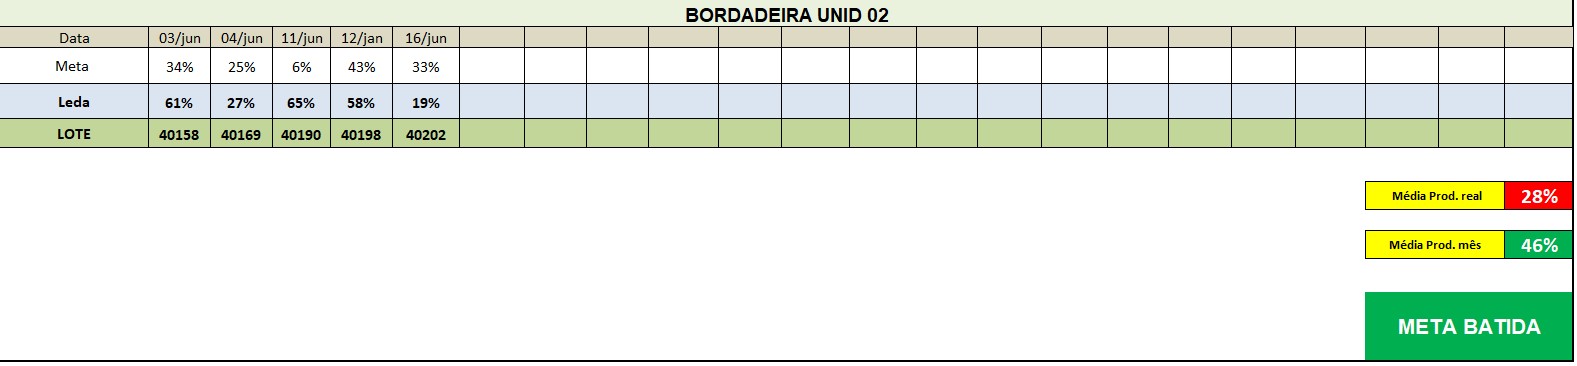 BORDADEIRA UNID 02
Data 03/jun 04/jun 11/jun 12/jan 16/jun
Meta 34% 25% 6% 43% 33%
Leda 61% 27% 65% 58% 19%
LOTE 40158 40169 40190 40198 40202
Média Prod. real 28%
Média Prod. mês 46%
META BATIDA